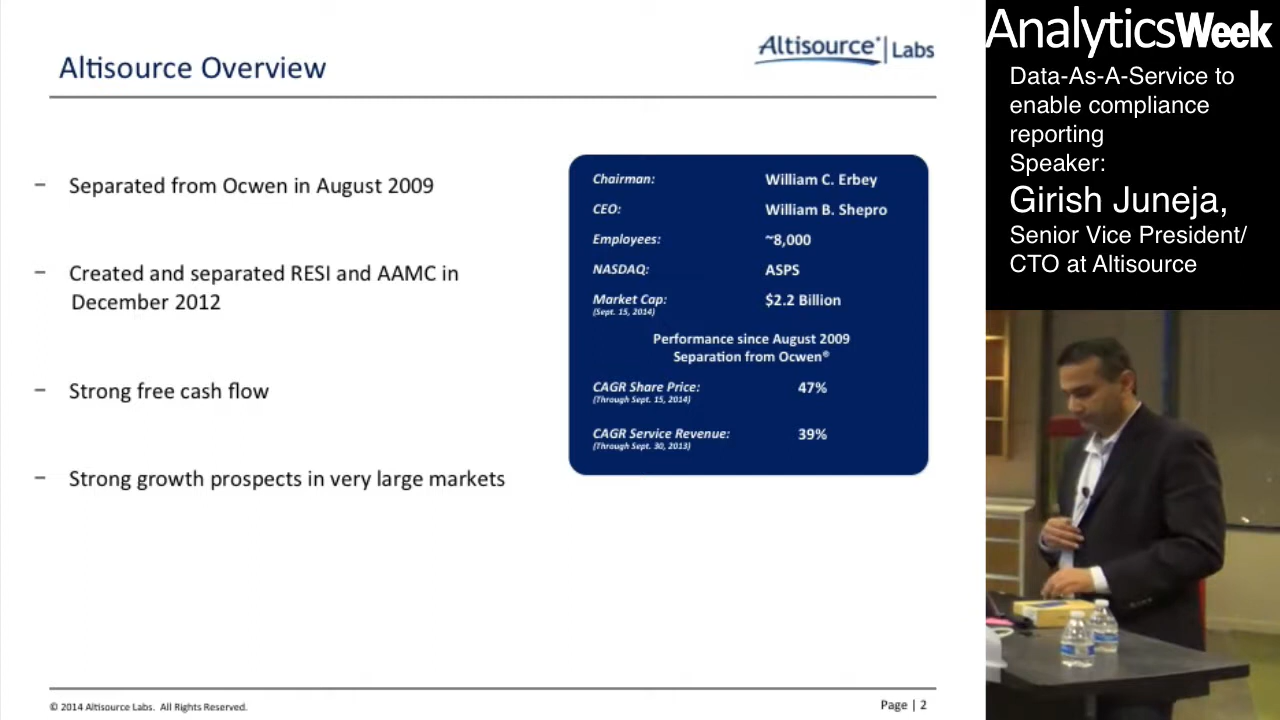 Altisource Overview
Altisource® Labs
– Separated from Ocwen in August 2009
– Created and separated RESI and AAMC in
December 2012
– Strong free cash flow
– Strong growth prospects in very large markets
Chairman: William C. Erbey
CEO: William B. Shepro
Employees: ~8,000
NASDAQ: ASPS
Market Cap: $2.2 Billion
(Sept. 15, 2014)
Performance since August 2009
Separation from Ocwen®
CAGR Share Price: 47%
(Through Sept. 15, 2014)
CAGR Service Revenue: 39%
(Through Sept. 30, 2013)
© 2014 Altisource Labs. All Rights Reserved.
Page | 2
AnalyticsWeek
Data-As-A-Service to
enable compliance
reporting
Speaker:
Girish Juneja,
Senior Vice President/
CTO at Altisource